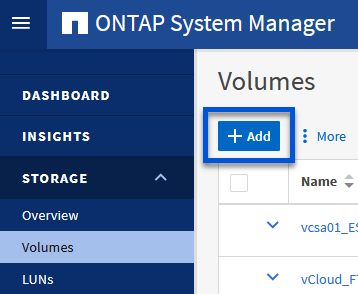 ONTAP System Manager
DASHBOARD
INSIGHTS
STORAGE
Overview
Volumes
LUNs
Volumes
+ Add
More
Name
vcsa01_ES
vCloud_F